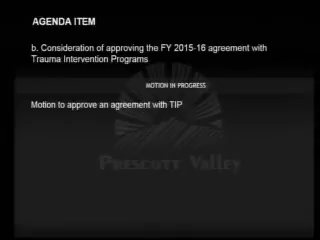 AGENDA ITEM
b. Consideration of approving the FY 2015-16 agreement with
Trauma Intervention Programs
MOTION IN PROGRESS
Motion to approve an agreement with TIP
PRESCOTT VALLEY